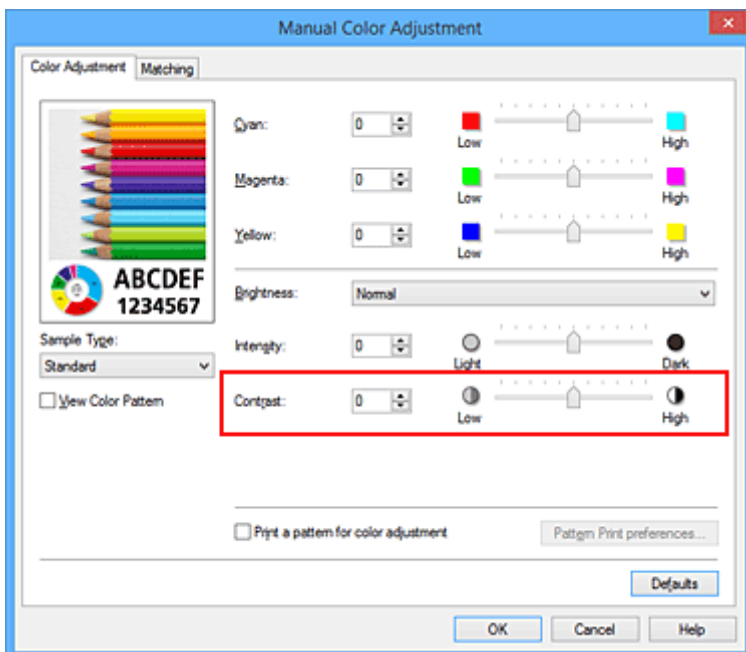 Manual Color Adjustment
Color Adjustment Matching
Cyan: 0 Low High
Magenta: 0 Low High
Yellow: 0 Low High
ABCDEF
1234567
Brightness: Normal
Sample Type:
Standard
Intensity: 0 Light Dark
View Color Pattern
Contrast: 0 Low High
Print a pattern for color adjustment Pattern Print preferences...
Defaults
OK Cancel Help